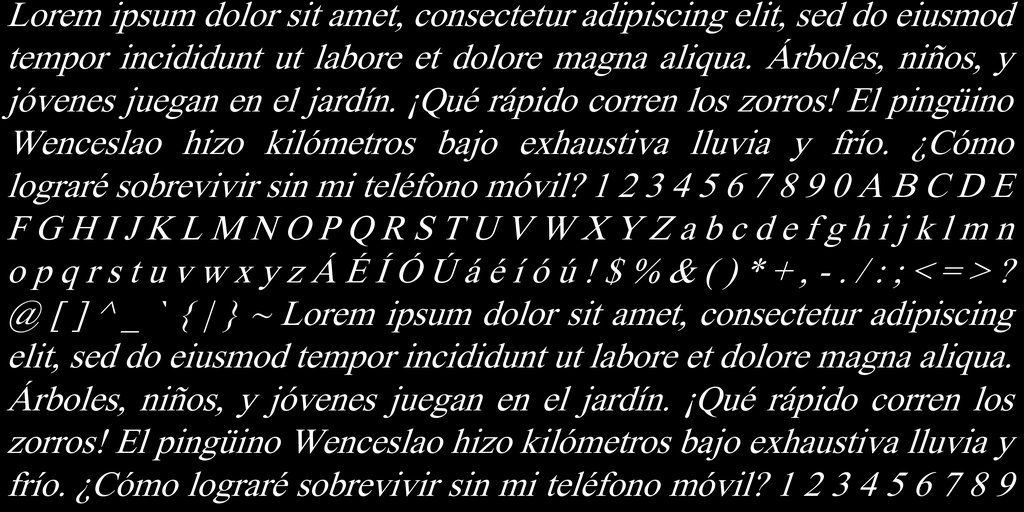 Lorem ipsum dolor sit amet, consectetur adipiscing elit, sed do eiusmod
tempor incididunt ut labore et dolore magna aliqua. Árboles, niños, y
jóvenes juegan en el jardín. ¡Qué rápido corren los zorros! El pingüino
Wenceslao hizo kilómetros bajo exhaustiva lluvia y frío. ¿Cómo
lograré sobrevivir sin mi teléfono móvil? 1 2 3 4 5 6 7 8 9 0 A B C D E
F G H I J K L M N O P Q R S T U V W X Y Z a b c d e f g h i j k l m n
o p q r s t u v w x y z Á É Í Ó Ú á é í ó ú ! $ % & ( ) * + , - . / : ; < = > ?
@ [ ] ^ _ ` { | } ~ Lorem ipsum dolor sit amet, consectetur adipiscing
elit, sed do eiusmod tempor incididunt ut labore et dolore magna aliqua.
Árboles, niños, y jóvenes juegan en el jardín. ¡Qué rápido corren los
zorros! El pingüino Wenceslao hizo kilómetros bajo exhaustiva lluvia y
frío. ¿Cómo lograré sobrevivir sin mi teléfono móvil? 1 2 3 4 5 6 7 8 9